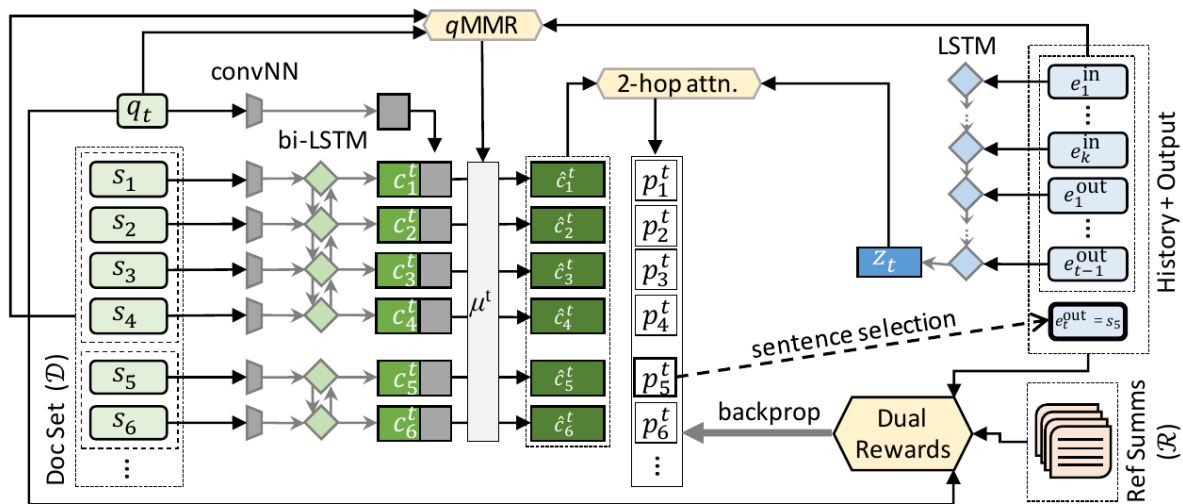 qMMR
LSTM
convNN
2-hop attn.
q_t
bi-LSTM
e_1^in
...
e_k^in
e_1^out
...
e_{t-1}^out
e_t^out = s_5
History + Output
s_1
s_2
s_3
s_4
s_5
s_6
...
Doc Set (𝒟)
c_1^t
c_2^t
c_3^t
c_4^t
c_5^t
c_6^t
μ^t
ĉ_1^t
ĉ_2^t
ĉ_3^t
ĉ_4^t
ĉ_5^t
ĉ_6^t
p_1^t
p_2^t
p_3^t
p_4^t
p_5^t
p_6^t
...
z_t
sentence selection
backprop
Dual
Rewards
Ref Summs
(ℛ)